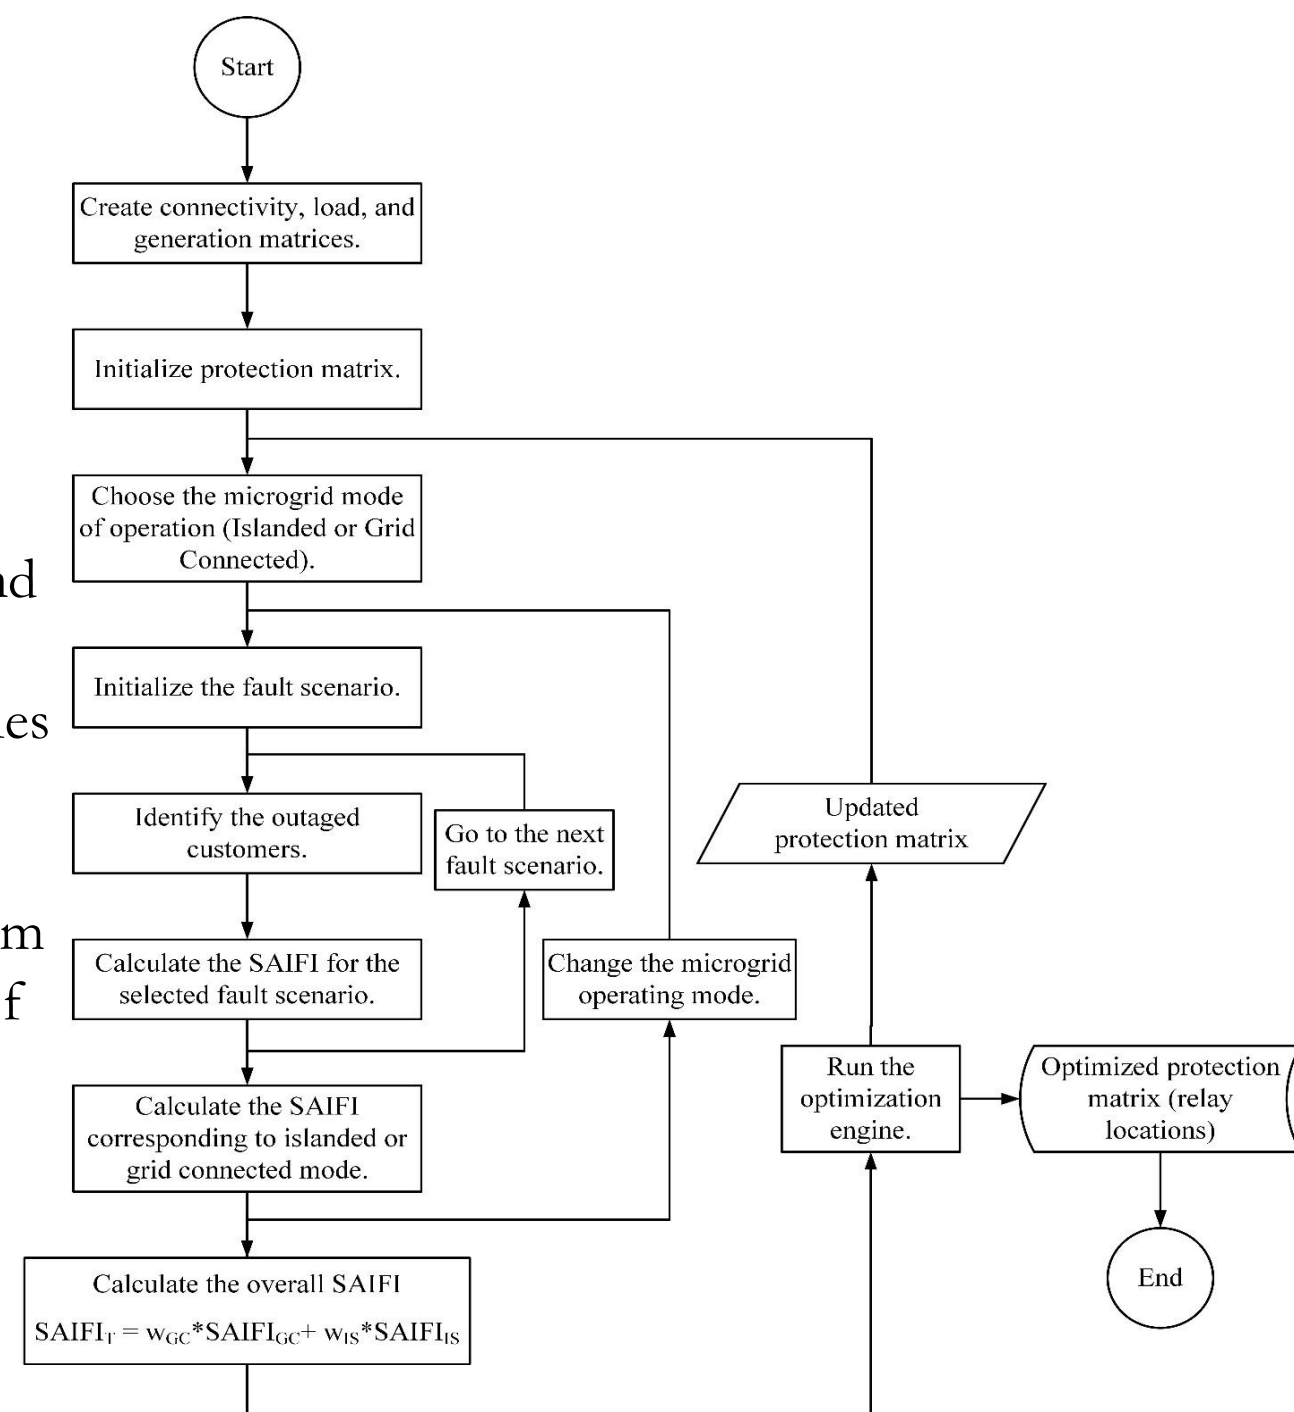 Start
Create connectivity, load, and
generation matrices.
Initialize protection matrix.
Choose the microgrid mode
of operation (Islanded or Grid
Connected).
Initialize the fault scenario.
Identify the outaged
customers.
Go to the next
fault scenario.
Calculate the SAIFI for the
selected fault scenario.
Change the microgrid
operating mode.
Updated
protection matrix
Calculate the SAIFI
corresponding to islanded or
grid connected mode.
Run the
optimization
engine.
Optimized protection
matrix (relay
locations)
Calculate the overall SAIFI
SAIFI_T = w_GC*SAIFI_GC+ w_IS*SAIFI_IS
End